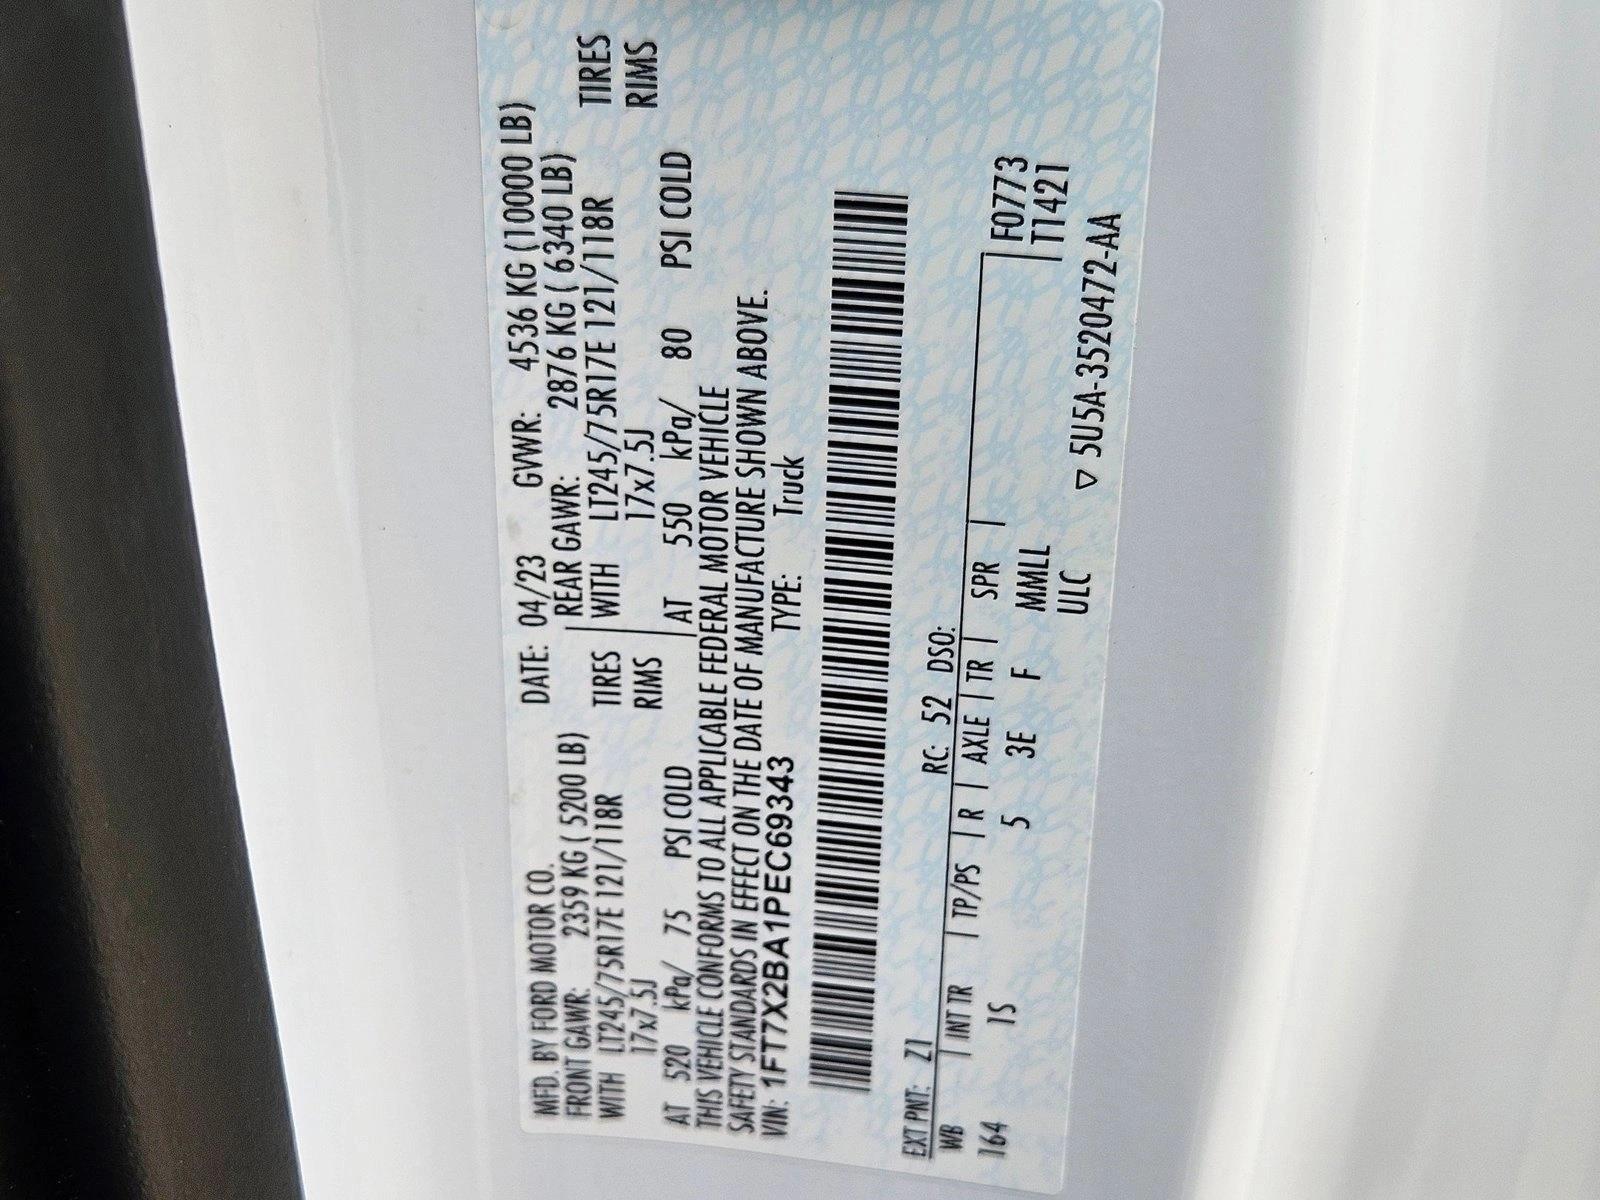 MFD. BY FORD MOTOR CO.
DATE: 04/23 GVWR: 4536 KG (10000 LB)
FRONT GAWR: 2359 KG ( 5200 LB) REAR GAWR: 2876 KG ( 6340 LB)
WITH LT245/75R17E 121/118R TIRES WITH LT245/75R17E 121/118R TIRES
17x7.5J RIMS 17x7.5J RIMS
AT 520 kPa/ 75 PSI COLD AT 550 kPa/ 80 PSI COLD
THIS VEHICLE CONFORMS TO ALL APPLICABLE FEDERAL MOTOR VEHICLE
SAFETY STANDARDS IN EFFECT ON THE DATE OF MANUFACTURE SHOWN ABOVE.
VIN: 1FT7X2BA1PEC69343 TYPE: Truck
EXT PNT: Z1 RC: 52 DSO:
WB | INT TR | TP/PS | R | AXLE | TR | SPR | F0773
164 1S 5 3E F MMLL T1421
ULC
▽ 5U5A-3520472-AA